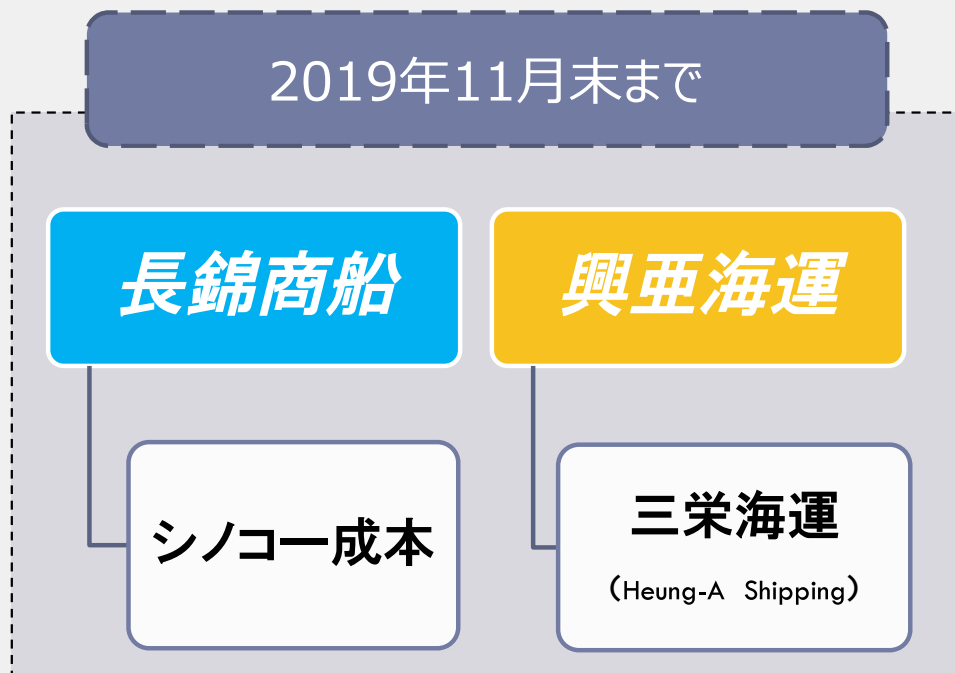 2019年11月末まで
長錦商船
興亜海運
シノコー成本
三栄海運
（Heung-A　Shipping）